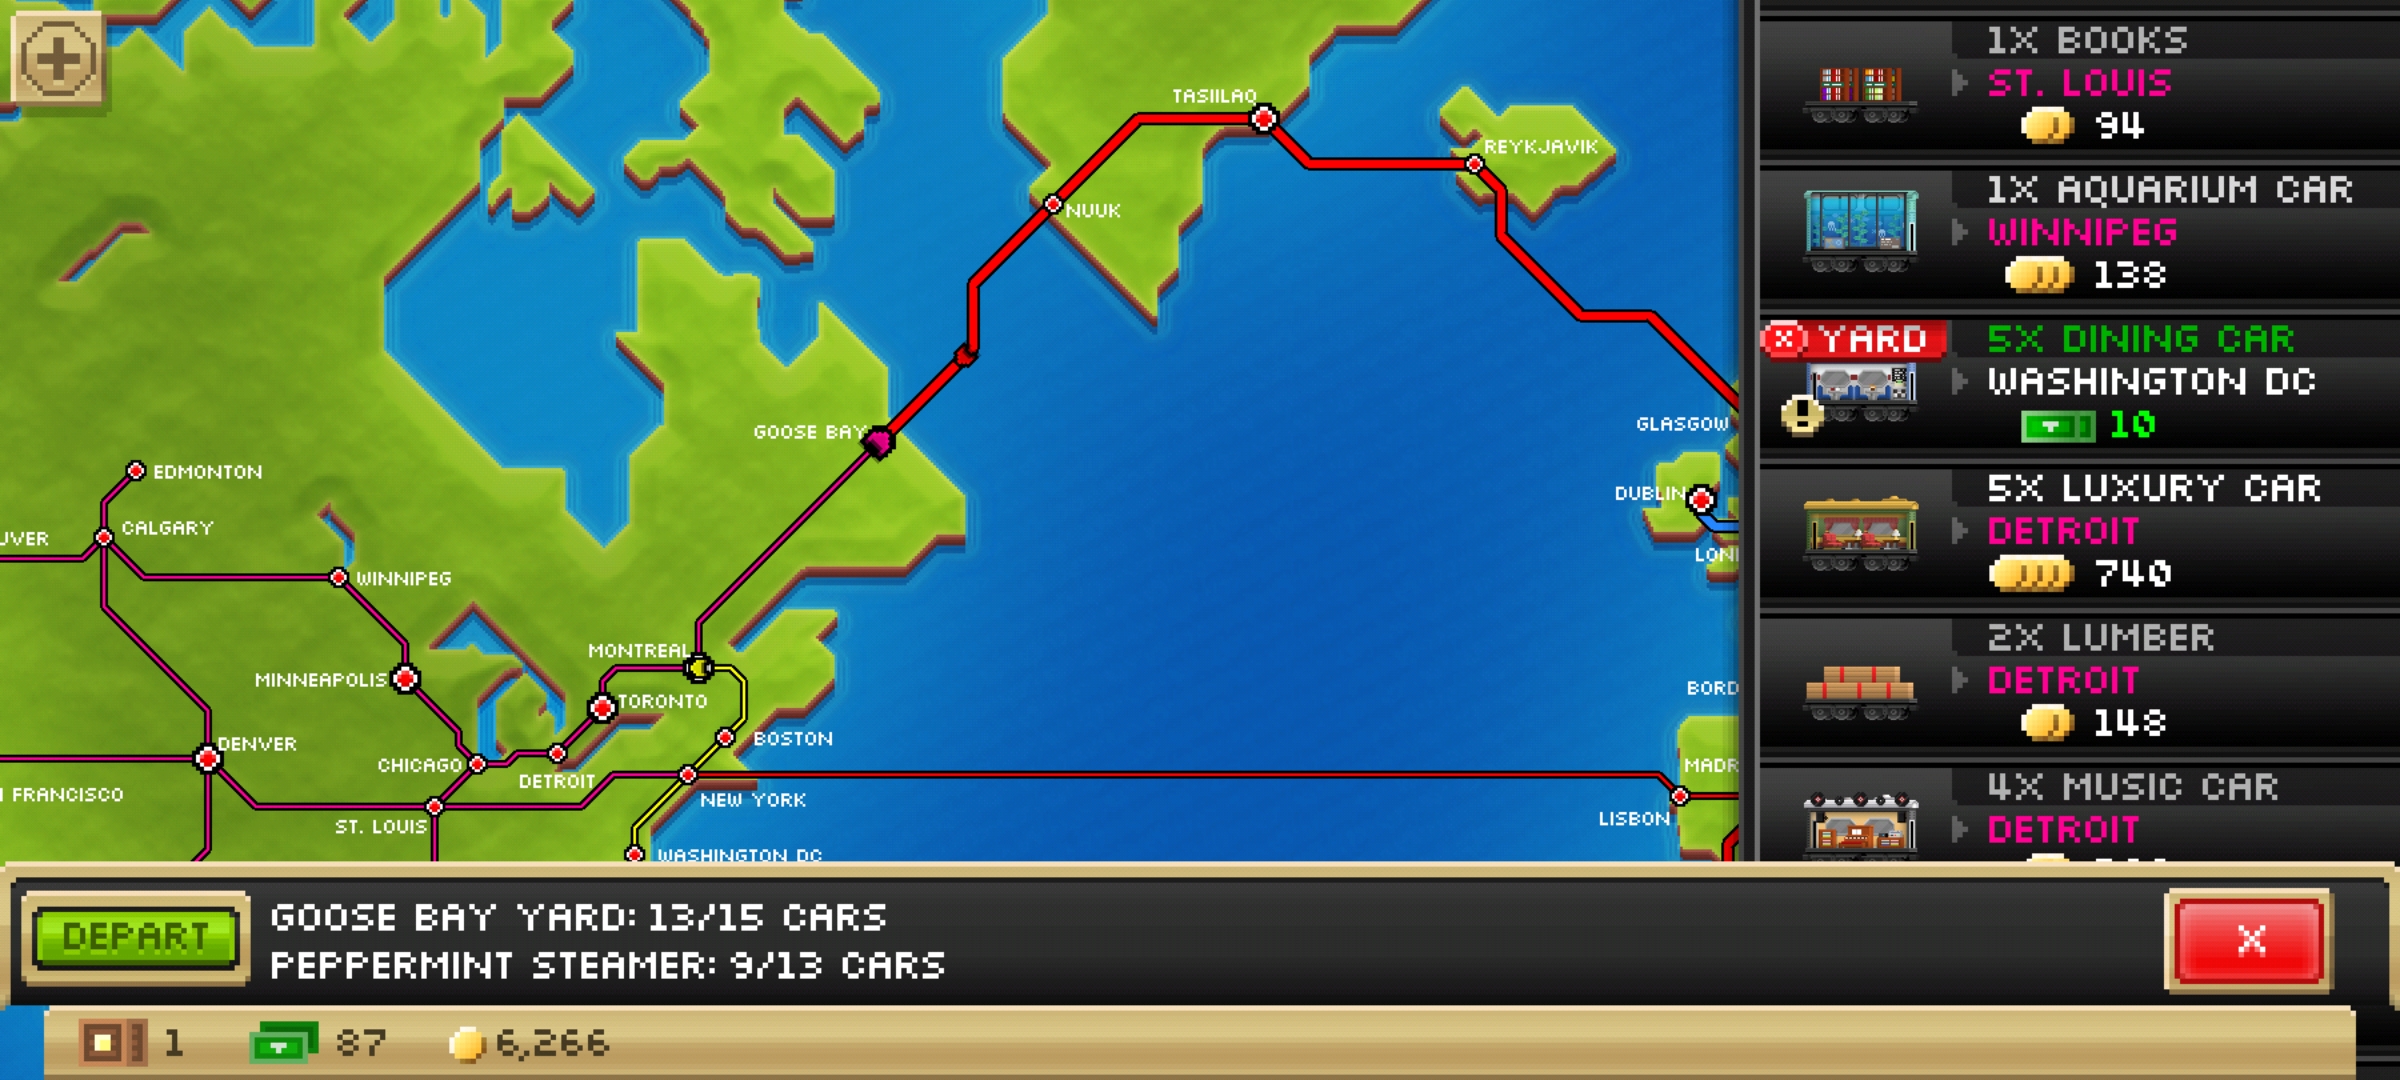 TASIILAQ
REYKJAVIK
NUUK
GOOSE BAY
GLASGOW
EDMONTON
DUBLIN
CALGARY
UVER
LON
WINNIPEG
MONTREAL
MINNEAPOLIS
TORONTO
BORD
DENVER
BOSTON
CHICAGO
MADR
DETROIT
FRANCISCO
NEW YORK
ST. LOUIS
LISBON
WASHINGTON DC
1X BOOKS
ST. LOUIS
94
1X AQUARIUM CAR
WINNIPEG
138
X YARD
5X DINING CAR
WASHINGTON DC
10
5X LUXURY CAR
DETROIT
740
2X LUMBER
DETROIT
148
4X MUSIC CAR
DETROIT
DEPART
GOOSE BAY YARD: 13/15 CARS
PEPPERMINT STEAMER: 9/13 CARS
X
1
87
6,266